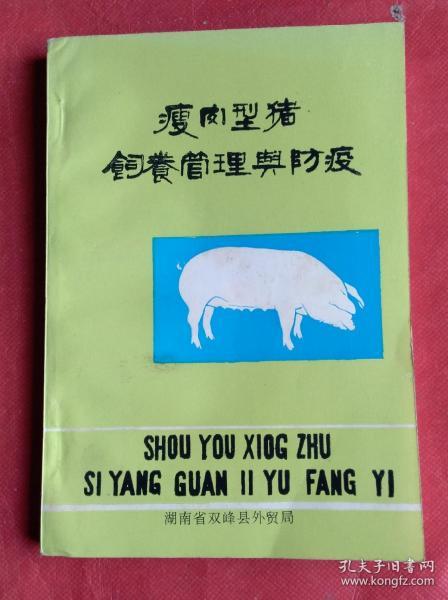 瘦肉型猪
飼養管理與防疫
SHOU YOU XIOG ZHU
SI YANG GUAN II YU FANG YI
湖南省双峰县外贸局
孔夫子旧书网
www.kongfz.com